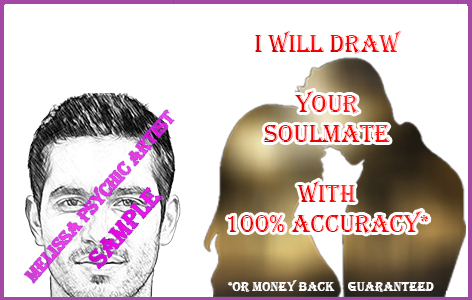 I WILL DRAW
YOUR
SOULMATE
WITH
100% ACCURACY*
*OR MONEY BACK GUARANTEED
MELISSA PSYCHIC ARTIST
SAMPLE